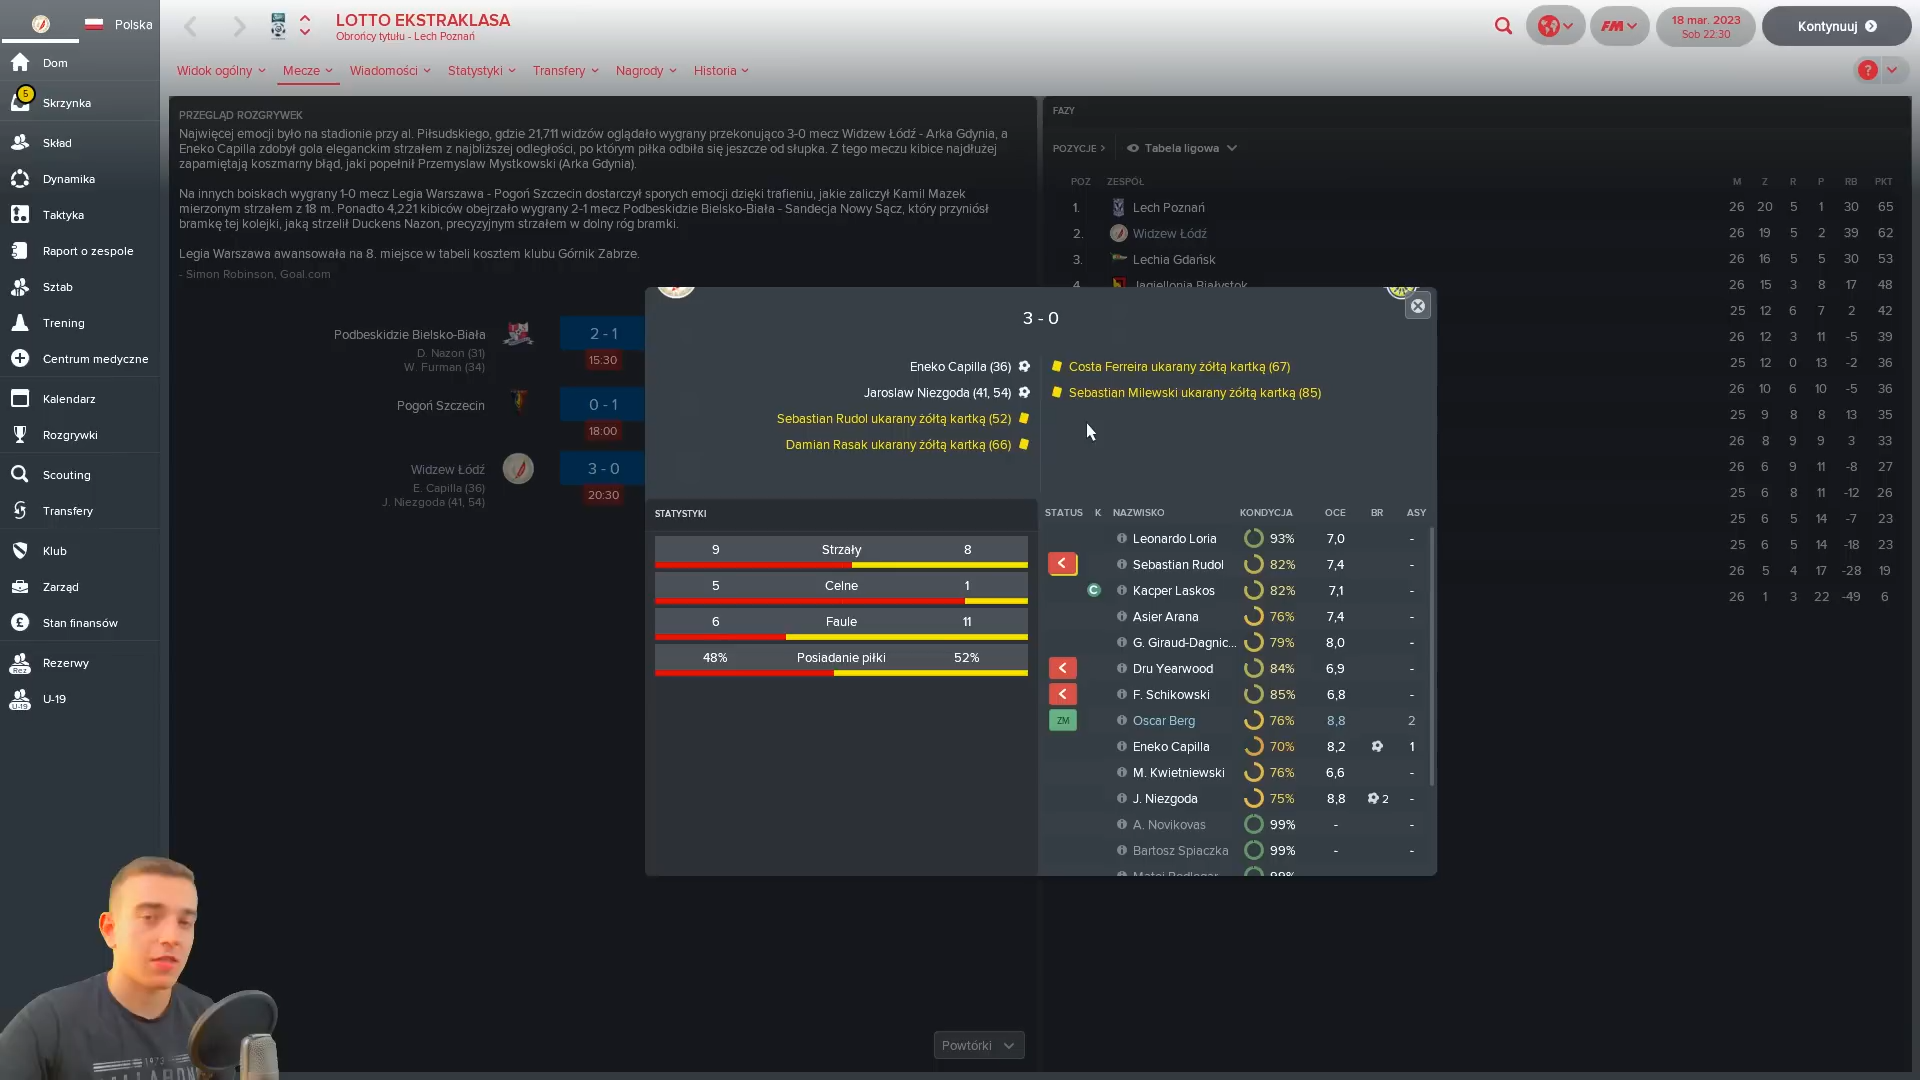 Polska
LOTTO EKSTRAKLASA
Obrońcy tytułu - Lech Poznań
FM
18 mar. 2023
Sob 22:30
Kontynuuj
Widok ogólny
Mecze
Wiadomości
Statystyki
Transfery
Nagrody
Historia
?
Dom
5
Skrzynka
Skład
Dynamika
Taktyka
Raport o zespole
Sztab
Trening
Centrum medyczne
Kalendarz
Rozgrywki
Scouting
Transfery
Klub
Zarząd
Stan finansów
Rez
Rezerwy
U-19
U-19
PRZEGLĄD ROZGRYWEK
Najwięcej emocji było na stadionie przy al. Piłsudskiego, gdzie 21,711 widzów oglądało wygrany przekonująco 3-0 mecz Widzew Łódź - Arka Gdynia, a
Eneko Capilla zdobył gola eleganckim strzałem z najbliższej odległości, po którym piłka odbiła się jeszcze od słupka. Z tego meczu kibice najdłużej
zapamiętają koszmarny błąd, jaki popełnił Przemyslaw Mystkowski (Arka Gdynia).
Na innych boiskach wygrany 1-0 mecz Legia Warszawa - Pogoń Szczecin dostarczył sporych emocji dzięki trafieniu, jakie zaliczył Kamil Mazek
mierzonym strzałem z 18 m. Ponadto 4,221 kibiców obejrzało wygrany 2-1 mecz Podbeskidzie Bielsko-Biała - Sandecja Nowy Sącz, który przyniósł
bramkę tej kolejki, jaką strzelił Duckens Nazon, precyzyjnym strzałem w dolny róg bramki.
Legia Warszawa awansowała na 8. miejsce w tabeli kosztem klubu Górnik Zabrze.
- Simon Robinson, Goal.com
Podbeskidzie Bielsko-Biała 2 - 1
D. Nazon (31) 15.30
W. Furman (34)
Pogoń Szczecin 0 - 1
18:00
Widzew Łódź 3 - 0
E. Capilla (36) 20:30
J. Niezgoda (41, 54)
Powtórki
FAZY
POZYCJE
Tabela ligowa
POZ ZESPÓŁ M Z R P RB PKT
1. Lech Poznań 26 20 5 1 30 65
2. Widzew Łódź 26 19 5 2 39 62
3. Lechia Gdańsk 26 16 5 5 30 53
4. Jagiellonia Białystok 26 15 3 8 17 48
25 12 6 7 2 42
26 12 3 11 -5 39
25 12 0 13 -2 36
26 10 6 10 -5 36
25 9 8 8 13 35
26 8 9 9 3 33
26 6 9 11 -8 27
25 6 8 11 -12 26
25 6 5 14 -7 23
25 6 5 14 -18 23
26 5 4 17 -28 19
26 1 3 22 -49 6
3 - 0
Eneko Capilla (36)
Jaroslaw Niezgoda (41, 54)
Sebastian Rudol ukarany żółtą kartką (52)
Damian Rasak ukarany żółtą kartką (66)
Costa Ferreira ukarany żółtą kartką (67)
Sebastian Milewski ukarany żółtą kartką (85)
STATYSTYKI
9 Strzały 8
5 Celne 1
6 Faule 11
48% Posiadanie piłki 52%
STATUS K NAZWISKO KONDYCJA OCE BR ASY
Leonardo Loria 93% 7,0 -
Sebastian Rudol 82% 7,4 -
C Kacper Laskos 82% 7,1 -
Asier Arana 76% 7,4 -
G. Giraud-Dagnic... 79% 8,0 -
Dru Yearwood 84% 6,9 -
F. Schikowski 85% 6,8 -
ZM Oscar Berg 76% 8,8 2
Eneko Capilla 70% 8,2 1
M. Kwietniewski 76% 6,6 -
J. Niezgoda 75% 8,8 2 -
A. Novikovas 99% - -
Bartosz Spiaczka 99% - -
1973